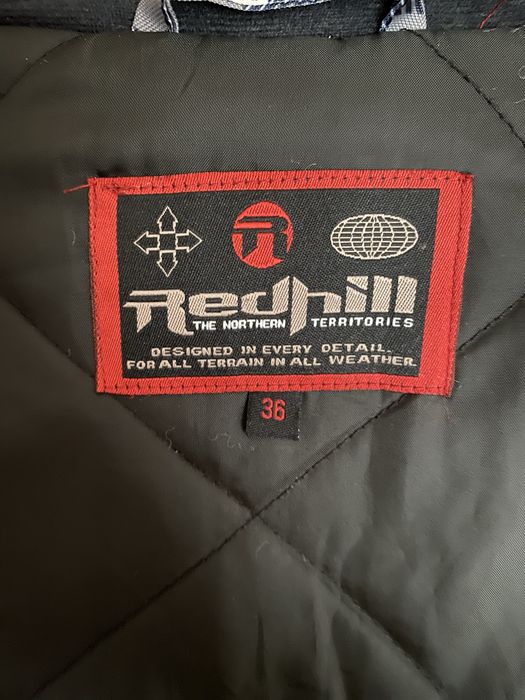 R
Redhill
THE NORTHERN TERRITORIES
DESIGNED IN EVERY DETAIL.
FOR ALL TERRAIN IN ALL WEATHER.
36